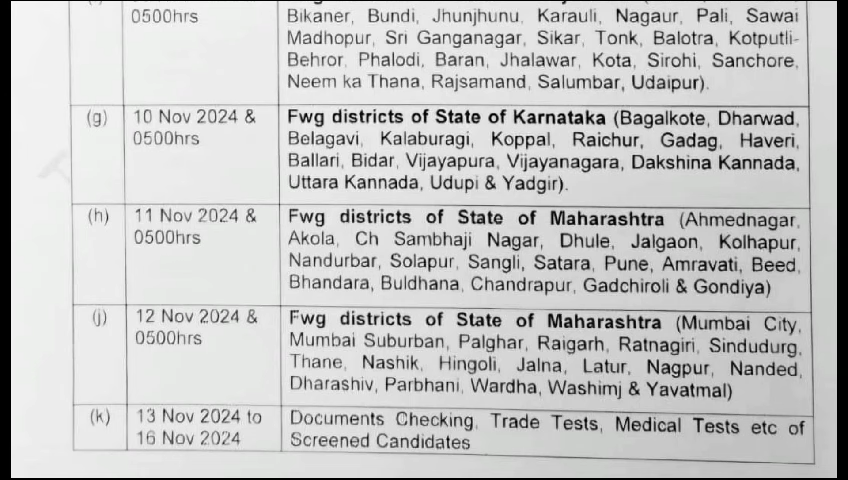 0500hrs
Bikaner, Bundi, Jhunjhunu, Karauli, Nagaur, Pali, Sawai
Madhopur, Sri Ganganagar, Sikar, Tonk, Balotra, Kotputli-
Behror, Phalodi, Baran, Jhalawar, Kota, Sirohi, Sanchore,
Neem ka Thana, Rajsamand, Salumbar, Udaipur).
(g) 10 Nov 2024 & Fwg districts of State of Karnataka (Bagalkote, Dharwad,
0500hrs Belagavi, Kalaburagi, Koppal, Raichur, Gadag, Haveri,
Ballari, Bidar, Vijayapura, Vijayanagara, Dakshina Kannada,
Uttara Kannada, Udupi & Yadgir).
(h) 11 Nov 2024 & Fwg districts of State of Maharashtra (Ahmednagar,
0500hrs Akola, Ch Sambhaji Nagar, Dhule, Jalgaon, Kolhapur,
Nandurbar, Solapur, Sangli, Satara, Pune, Amravati, Beed,
Bhandara, Buldhana, Chandrapur, Gadchiroli & Gondiya)
(j) 12 Nov 2024 & Fwg districts of State of Maharashtra (Mumbai City,
0500hrs Mumbai Suburban, Palghar, Raigarh, Ratnagiri, Sindudurg,
Thane, Nashik, Hingoli, Jalna, Latur, Nagpur, Nanded,
Dharashiv, Parbhani, Wardha, Washimj & Yavatmal)
(k) 13 Nov 2024 to Documents Checking, Trade Tests, Medical Tests etc of
16 Nov 2024 Screened Candidates